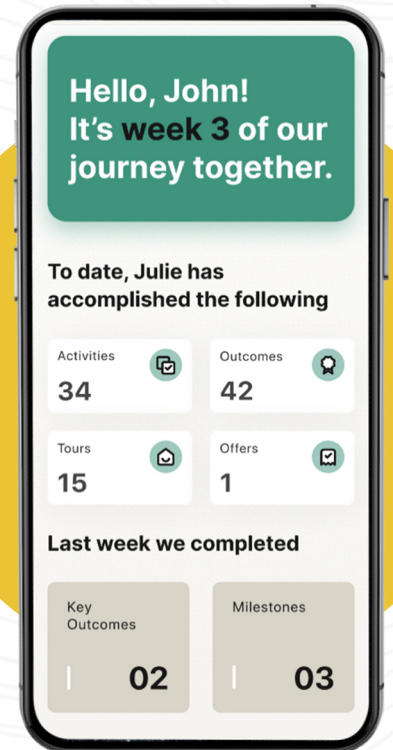 Hello, John!
It's week 3 of our
journey together.
To date, Julie has
accomplished the following
Activities
34
Outcomes
42
Tours
15
Offers
1
Last week we completed
Key
Outcomes
02
Milestones
03